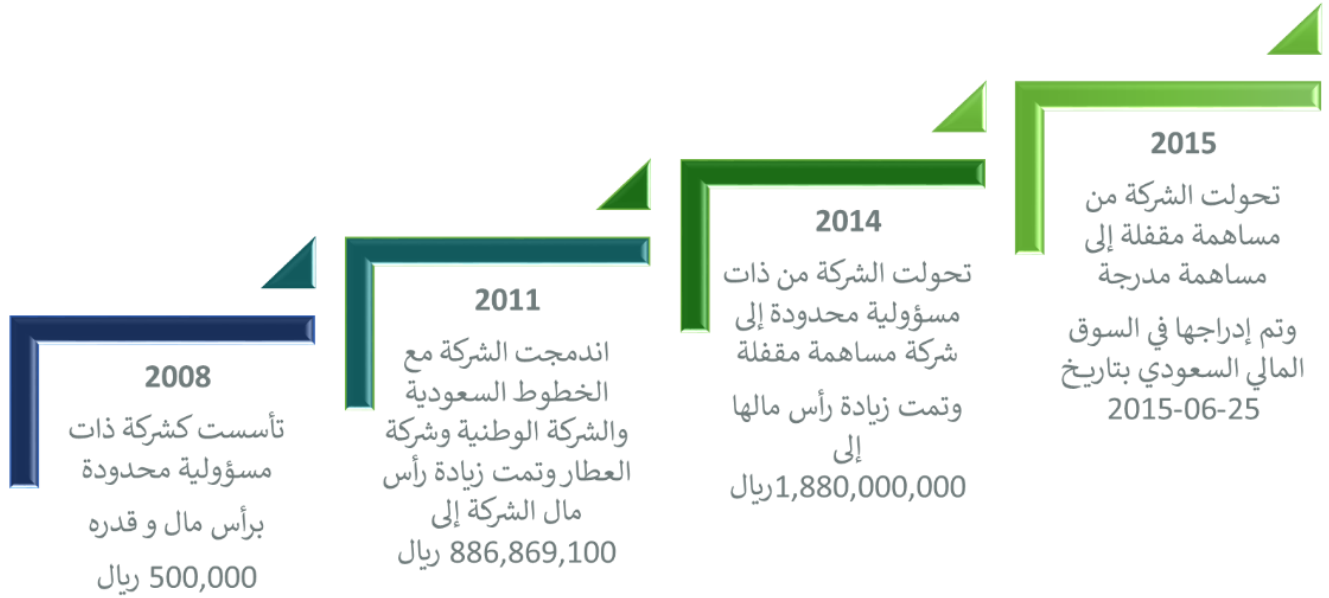 2008
تأسست كشركة ذات
مسؤولية محدودة
برأس مال و قدره
500,000 ريال
2011
اندمجت الشركة مع
الخطوط السعودية
والشركة الوطنية وشركة
العطار وتمت زيادة رأس
مال الشركة إلى
886,869,100 ريال
2014
تحولت الشركة من ذات
مسؤولية محدودة إلى
شركة مساهمة مقفلة
وتمت زيادة رأس مالها
إلى
1,880,000,000ريال
2015
تحولت الشركة من
مساهمة مقفلة إلى
مساهمة مدرجة
وتم إدراجها في السوق
المالي السعودي بتاريخ
2015-06-25